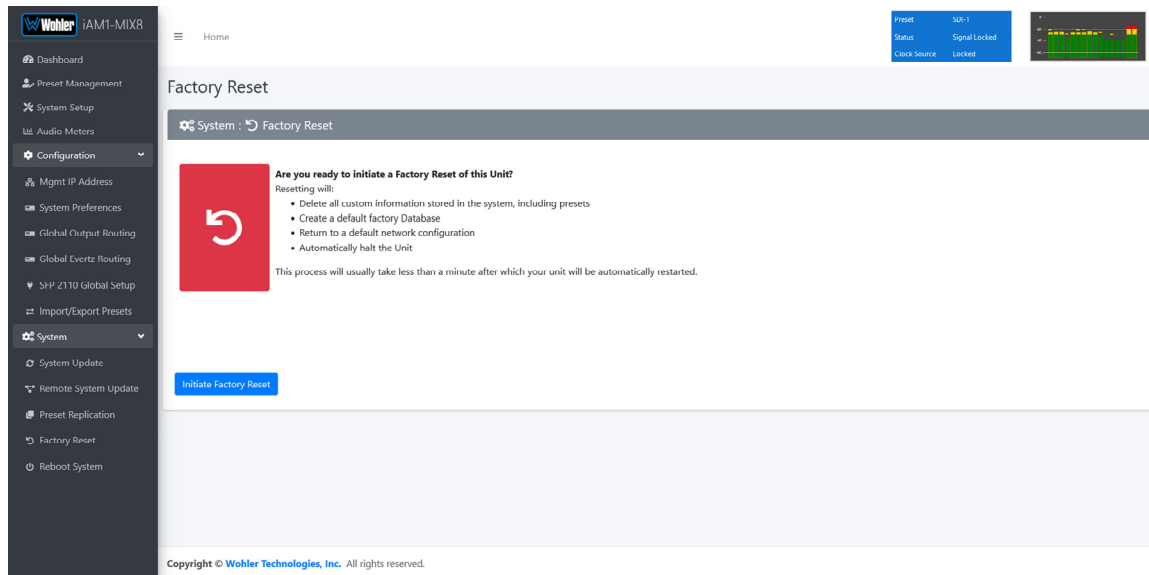 Wohler iAM1-MIX8
Dashboard
Preset Management
System Setup
Audio Meters
Configuration
Mgmt IP Address
System Preferences
Global Output Routing
Global Evertz Routing
SFP 2110 Global Setup
Import/Export Presets
System
System Update
Remote System Update
Preset Replication
Factory Reset
Reboot System
Home
Preset SDI-1
Status Signal Locked
Clock Source Locked
Factory Reset
System : Factory Reset
Are you ready to initiate a Factory Reset of this Unit?
Resetting will:
• Delete all custom information stored in the system, including presets
• Create a default factory Database
• Return to a default network configuration
• Automatically halt the Unit
This process will usually take less than a minute after which your unit will be automatically restarted.
Initiate Factory Reset
Copyright © Wohler Technologies, Inc. All rights reserved.